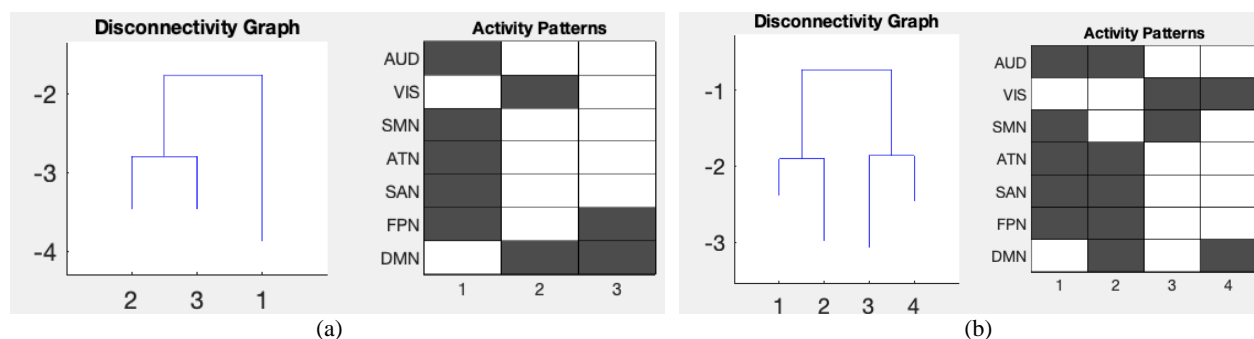 Disconnectivity Graph
-2
-3
-4
2 3 1
Activity Patterns
AUD
VIS
SMN
ATN
SAN
FPN
DMN
1 2 3
(a)
Disconnectivity Graph
-1
-2
-3
1 2 3 4
Activity Patterns
AUD
VIS
SMN
ATN
SAN
FPN
DMN
1 2 3 4
(b)